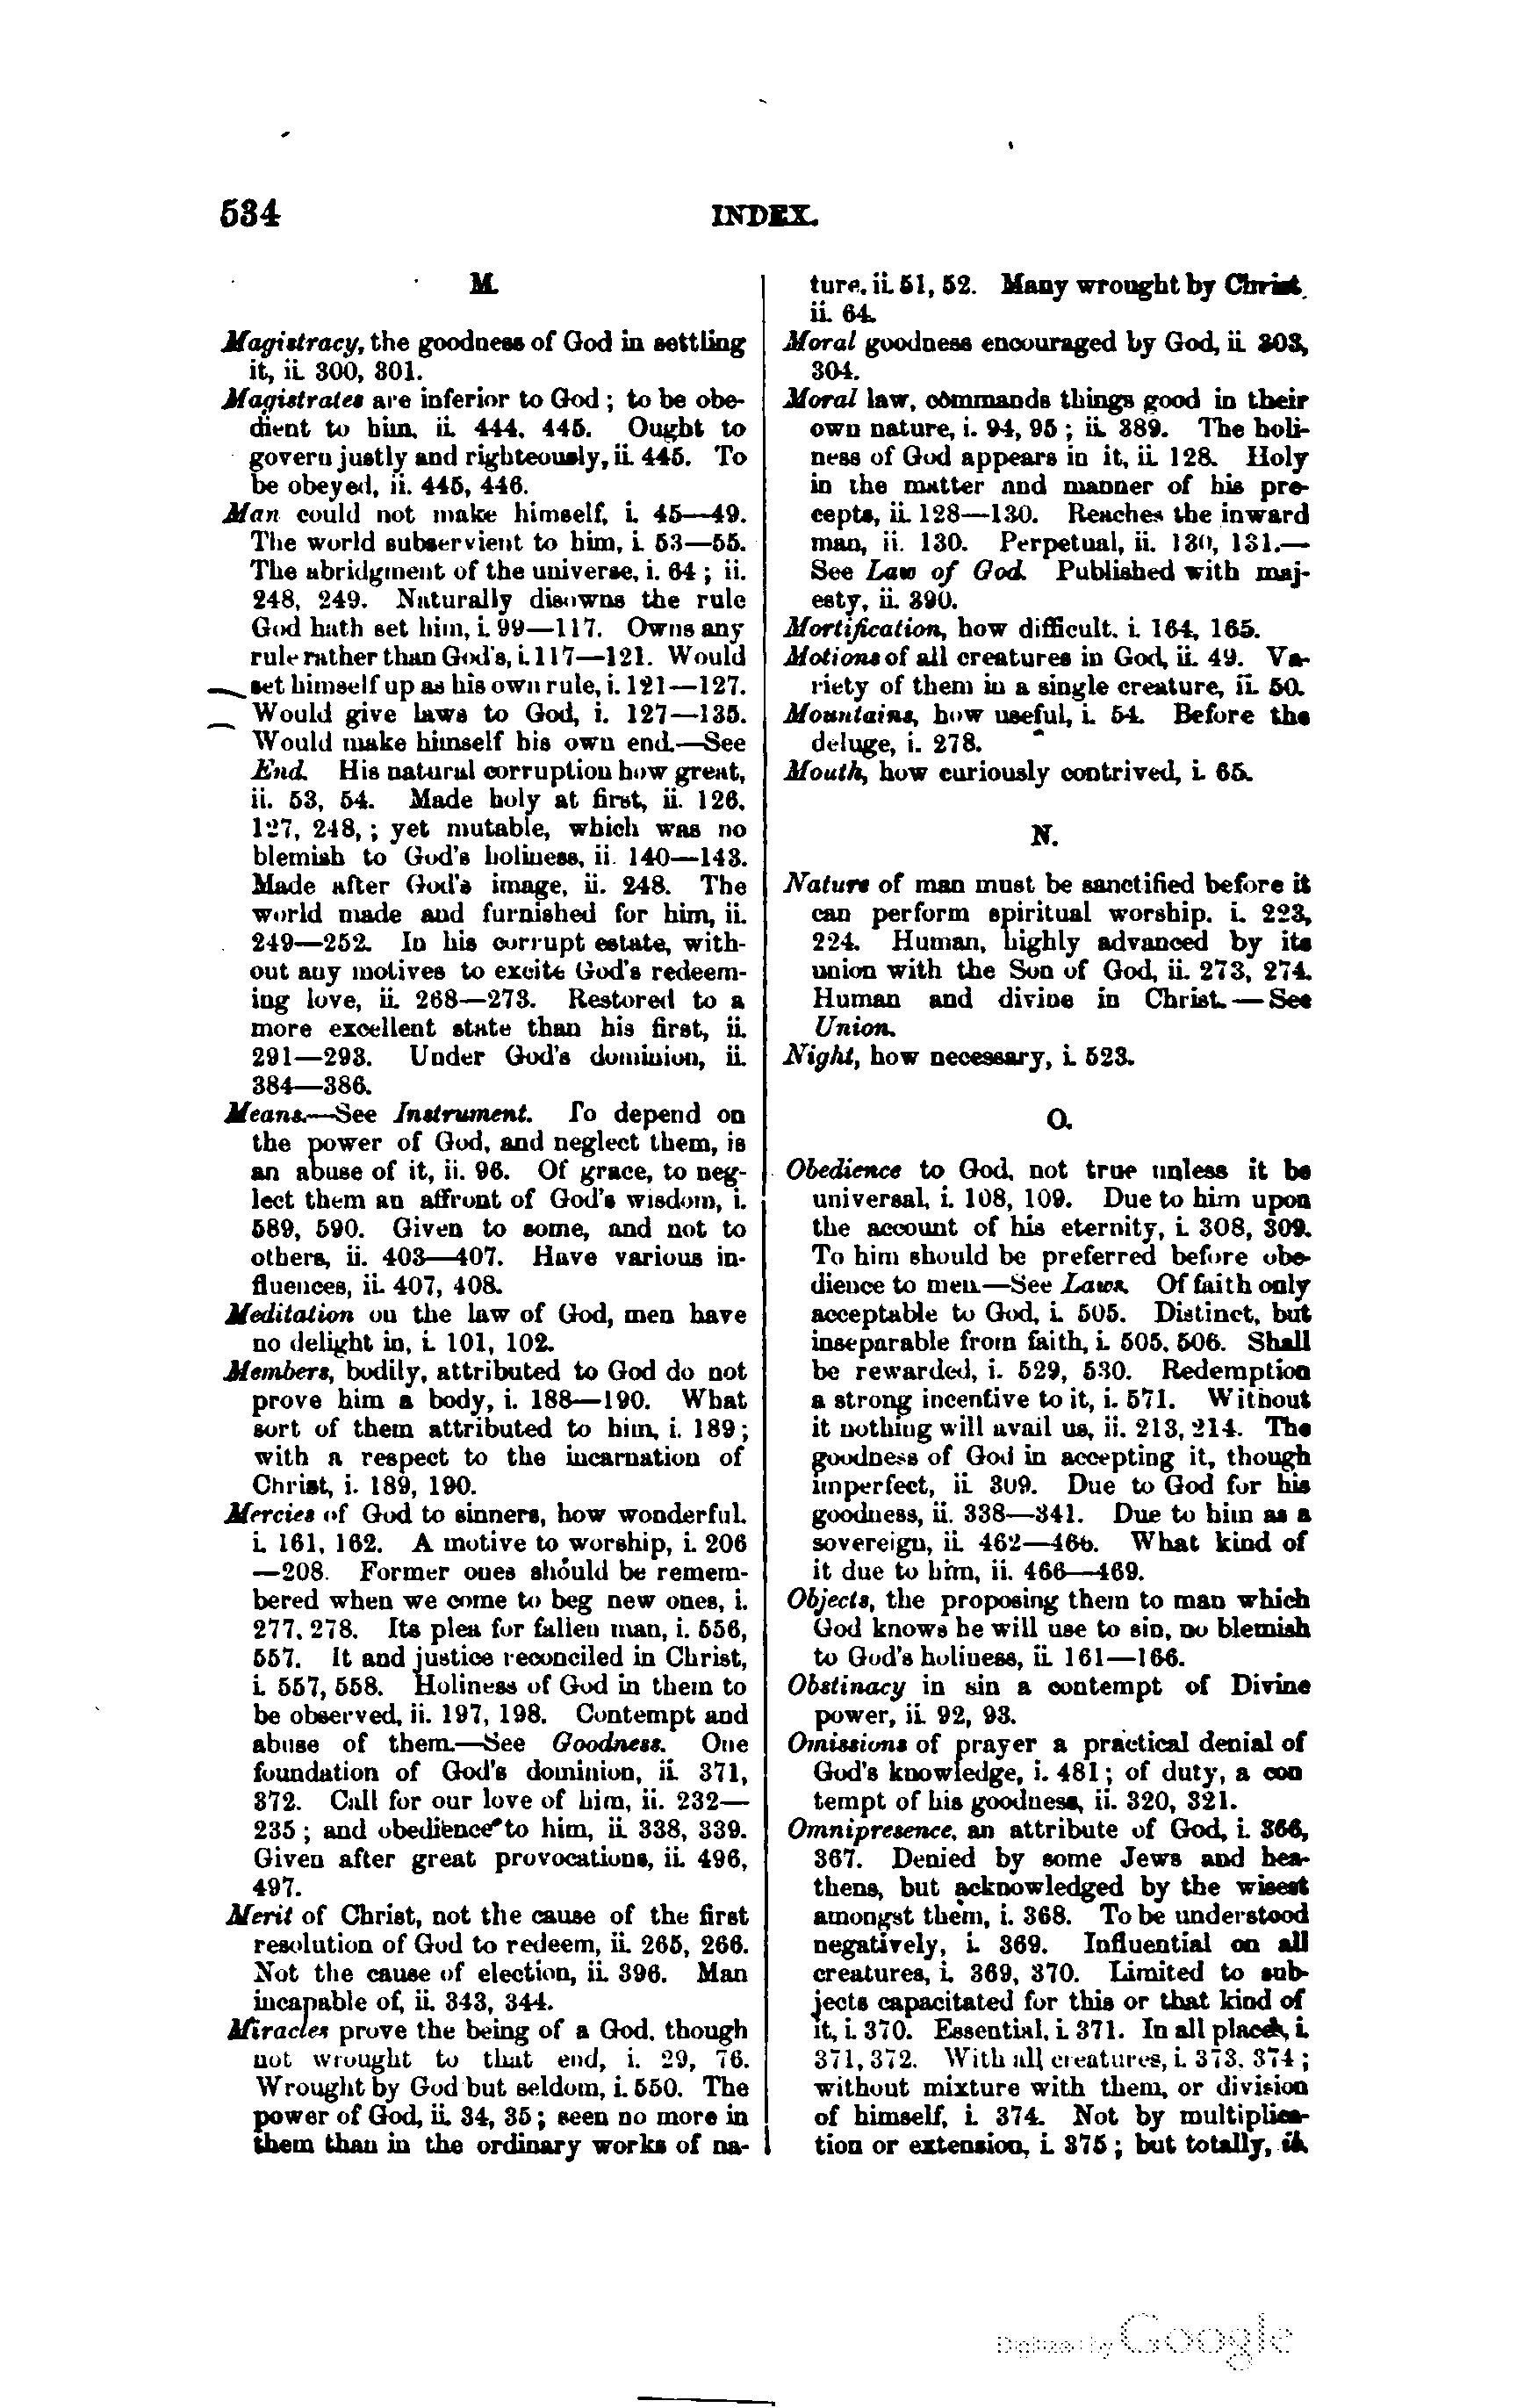 534
INDEX.
M.
Magistracy, the goodness of God in settling
it, ii. 300, 301.
Magistrates are inferior to God ; to be obe-
dient to him, ii. 444, 445. Ought to
govern justly and righteously, ii. 445. To
be obeyed, ii. 445, 446.
Man could not make himself, i. 45—49.
The world subservient to him, i. 53—55.
The abridgment of the universe, i. 64 ; ii.
248, 249. Naturally disowns the rule
God hath set him, i. 99—117. Owns any
rule rather than God's, i. 117—121. Would
set himself up as his own rule, i. 121—127.
Would give laws to God, i. 127—135.
Would make himself his own end.—See
End. His natural corruption how great,
ii. 53, 54. Made holy at first, ii. 126,
127, 248, ; yet mutable, which was no
blemish to God's holiness, ii. 140—143.
Made after God's image, ii. 248. The
world made and furnished for him, ii.
249—252. In his corrupt estate, with-
out any motives to excite God's redeem-
ing love, ii. 268—273. Restored to a
more excellent state than his first, ii.
291—293. Under God's dominion, ii.
384—386.
Means.—See Instrument. To depend on
the power of God, and neglect them, is
an abuse of it, ii. 96. Of grace, to neg-
lect them an affront of God's wisdom, i.
589, 590. Given to some, and not to
others, ii. 403—407. Have various in-
fluences, ii. 407, 408.
Meditation on the law of God, men have
no delight in, i. 101, 102.
Members, bodily, attributed to God do not
prove him a body, i. 188—190. What
sort of them attributed to him, i. 189 ;
with a respect to the incarnation of
Christ, i. 189, 190.
Mercies of God to sinners, how wonderful.
i. 161, 162. A motive to worship, i. 206
—208. Former ones should be remem-
bered when we come to beg new ones, i.
277, 278. Its plea for fallen man, i. 556,
557. It and justice reconciled in Christ,
i. 557, 558. Holiness of God in them to
be observed, ii. 197, 198. Contempt and
abuse of them.—See Goodness. One
foundation of God's dominion, ii. 371,
372. Call for our love of him, ii. 232—
235 ; and obedience to him, ii. 338, 339.
Given after great provocations, ii. 496,
497.
Merit of Christ, not the cause of the first
resolution of God to redeem, ii. 265, 266.
Not the cause of election, ii. 396. Man
incapable of, ii. 343, 344.
Miracles prove the being of a God, though
not wrought to that end, i. 29, 76.
Wrought by God but seldom, i. 550. The
power of God, ii. 34, 35 ; seen no more in
them than in the ordinary works of na-
ture, ii. 51, 52. Many wrought by Christ
ii. 64.
Moral goodness encouraged by God, ii. 303,
304.
Moral law, commands things good in their
own nature, i. 94, 95 ; ii. 389. The holi-
ness of God appears in it, ii. 128. Holy
in the matter and manner of his pre-
cepts, ii. 128—130. Reaches the inward
man, ii. 130. Perpetual, ii. 130, 131.—
See Law of God. Published with maj-
esty, ii. 390.
Mortification, how difficult. i. 164, 165.
Motions of all creatures in God, ii. 49. Va-
riety of them in a single creature, ii. 50.
Mountains, how useful, i. 54. Before the
deluge, i. 278.
Mouth, how curiously contrived, i. 65.
N.
Nature of man must be sanctified before it
can perform spiritual worship. i. 223,
224. Human, highly advanced by its
union with the Son of God, ii. 273, 274.
Human and divine in Christ.—See
Union.
Night, how necessary, i. 523.
O.
Obedience to God, not true unless it be
universal, i. 108, 109. Due to him upon
the account of his eternity, i. 308, 309.
To him should be preferred before obe-
dience to men.—See Laws. Of faith only
acceptable to God, i. 505. Distinct, but
inseparable from faith, i. 505, 506. Shall
be rewarded, i. 529, 530. Redemption
a strong incentive to it, i. 571. Without
it nothing will avail us, ii. 213, 214. The
goodness of God in accepting it, though
imperfect, ii. 309. Due to God for his
goodness, ii. 338—341. Due to him as a
sovereign, ii. 462—466. What kind of
it due to him, ii. 466—469.
Objects, the proposing them to man which
God knows he will use to sin, no blemish
to God's holiness, ii. 161—166.
Obstinacy in sin a contempt of Divine
power, ii. 92, 93.
Omissions of prayer a practical denial of
God's knowledge, i. 481 ; of duty, a con
tempt of his goodness, ii. 320, 321.
Omnipresence, an attribute of God, i. 366,
367. Denied by some Jews and hea-
thens, but acknowledged by the wisest
amongst them, i. 368. To be understood
negatively, i. 369. Influential on all
creatures, i. 369, 370. Limited to sub-
jects capacitated for this or that kind of
it, i. 370. Essential, i. 371. In all places, i.
371, 372. With all creatures, i. 373, 374 ;
without mixture with them, or division
of himself, i. 374. Not by multiplica-
tion or extension, i. 375 ; but totally, ib.
Digitized by Google